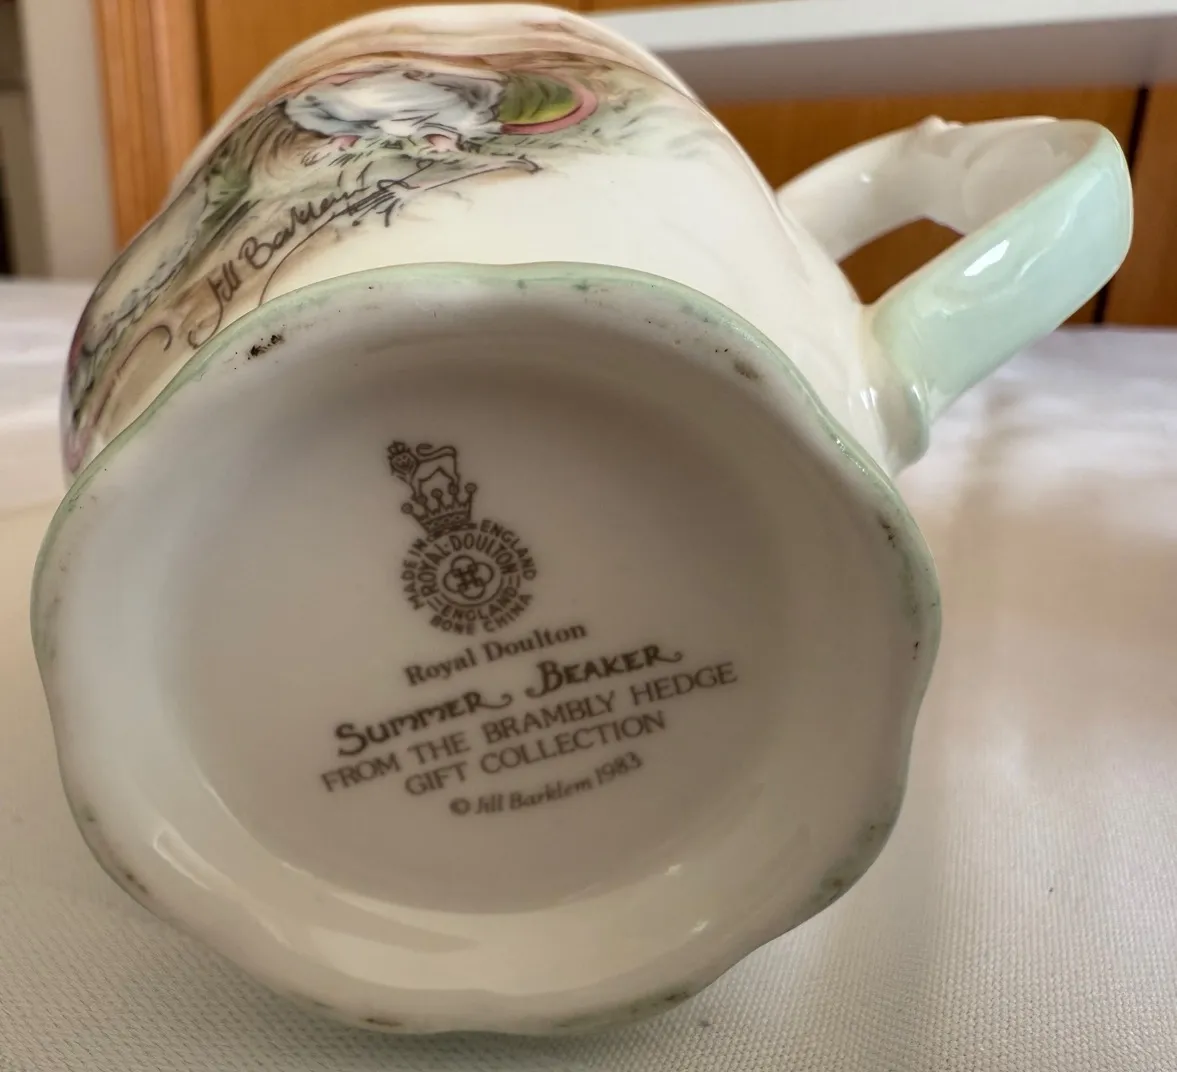 Jill Barklem
MADE IN ENGLAND
ROYAL·DOULTON
ENGLAND
BONE CHINA
Royal Doulton
SUMMER BEAKER
FROM THE BRAMBLY HEDGE
GIFT COLLECTION
© Jill Barklem 1983